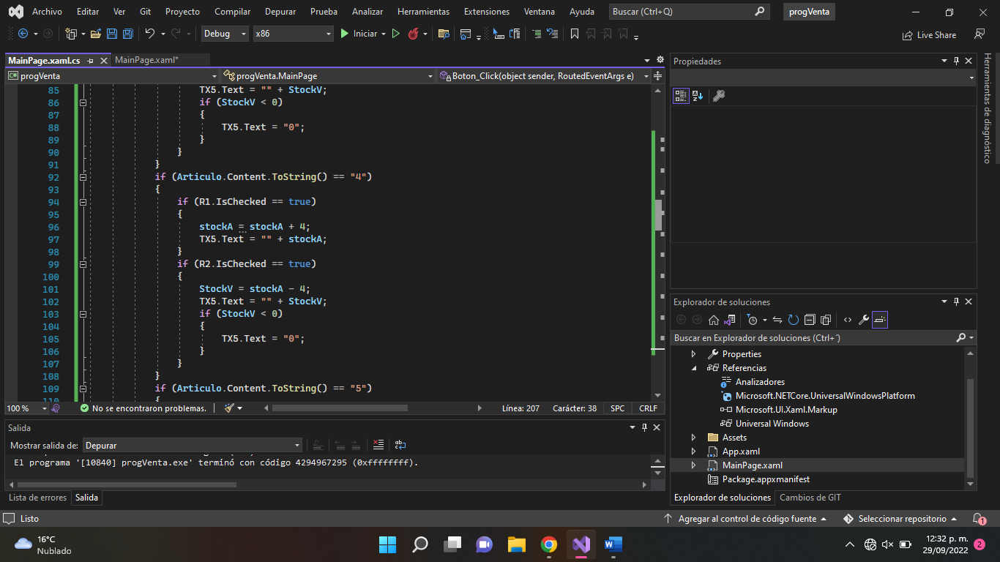 Archivo Editar Ver Git Proyecto Compilar Depurar Prueba Analizar Herramientas Extensiones Ventana Ayuda Buscar (Ctrl+Q) progVenta
Debug x86 Iniciar Live Share
MainPage.xaml.cs MainPage.xaml*
progVenta progVenta.MainPage Boton_Click(object sender, RoutedEventArgs e)
85 TX5.Text = "" + StockV;
86 if (StockV < 0)
87 {
88 TX5.Text = "0";
89 }
90 }
91 }
92 if (Articulo.Content.ToString() == "4")
93 {
94 if (R1.IsChecked == true)
95 {
96 stockA = stockA + 4;
97 TX5.Text = "" + stockA;
98 }
99 if (R2.IsChecked == true)
100 {
101 StockV = stockA - 4;
102 TX5.Text = "" + StockV;
103 if (StockV < 0)
104 {
105 TX5.Text = "0";
106 }
107 }
108 }
109 if (Articulo.Content.ToString() == "5")
110 {
100 % No se encontraron problemas. Línea: 207 Carácter: 38 SPC CRLF
Salida
Mostrar salida de: Depurar
El programa '[10840] progVenta.exe' terminó con código 4294967295 (0xffffffff).
Lista de errores Salida
Propiedades
Herramientas de diagnóstico
Explorador de soluciones
Buscar en Explorador de soluciones (Ctrl+´)
Properties
Referencias
Analizadores
Microsoft.NETCore.UniversalWindowsPlatform
Microsoft.UI.Xaml.Markup
Universal Windows
Assets
App.xaml
MainPage.xaml
Package.appxmanifest
Explorador de soluciones Cambios de GIT
Listo Agregar al control de código fuente Seleccionar repositorio 1
16°C
Nublado
12:32 p. m.
29/09/2022 2